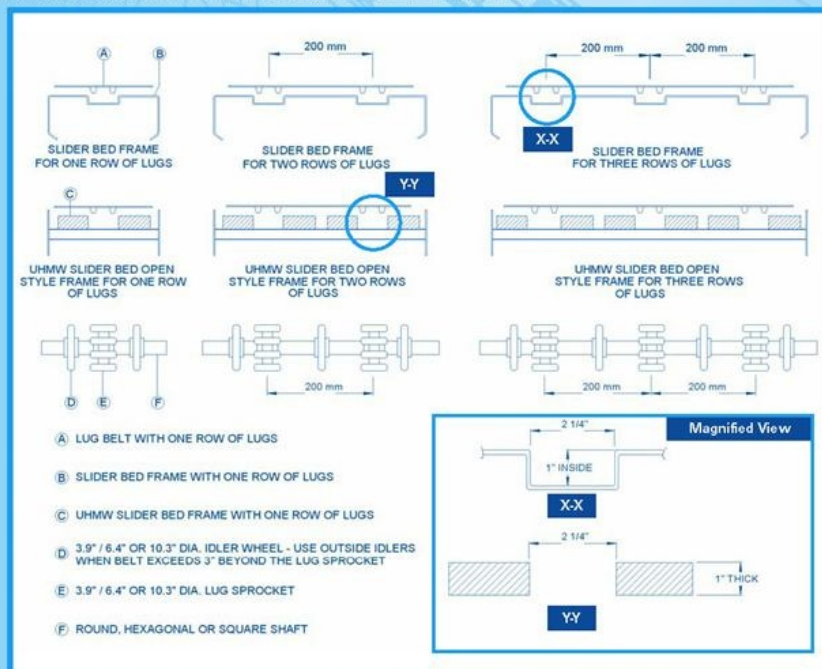 A
B
200 mm
200 mm
200 mm
X-X
SLIDER BED FRAME
FOR ONE ROW OF LUGS
SLIDER BED FRAME
FOR TWO ROWS OF LUGS
SLIDER BED FRAME
FOR THREE ROWS OF LUGS
Y-Y
C
UHMW SLIDER BED OPEN
STYLE FRAME FOR ONE ROW
OF LUGS
UHMW SLIDER BED OPEN
STYLE FRAME FOR TWO ROWS
OF LUGS
UHMW SLIDER BED OPEN
STYLE FRAME FOR THREE ROWS
OF LUGS
200 mm
200 mm
200 mm
D
E
F
A LUG BELT WITH ONE ROW OF LUGS
B SLIDER BED FRAME WITH ONE ROW OF LUGS
C UHMW SLIDER BED FRAME WITH ONE ROW OF LUGS
D 3.9" / 6.4" OR 10.3" DIA. IDLER WHEEL - USE OUTSIDE IDLERS
WHEN BELT EXCEEDS 3" BEYOND THE LUG SPROCKET
E 3.9" / 6.4" OR 10.3" DIA. LUG SPROCKET
F ROUND, HEXAGONAL OR SQUARE SHAFT
Magnified View
2 1/4"
1" INSIDE
X-X
2 1/4"
1" THICK
Y-Y